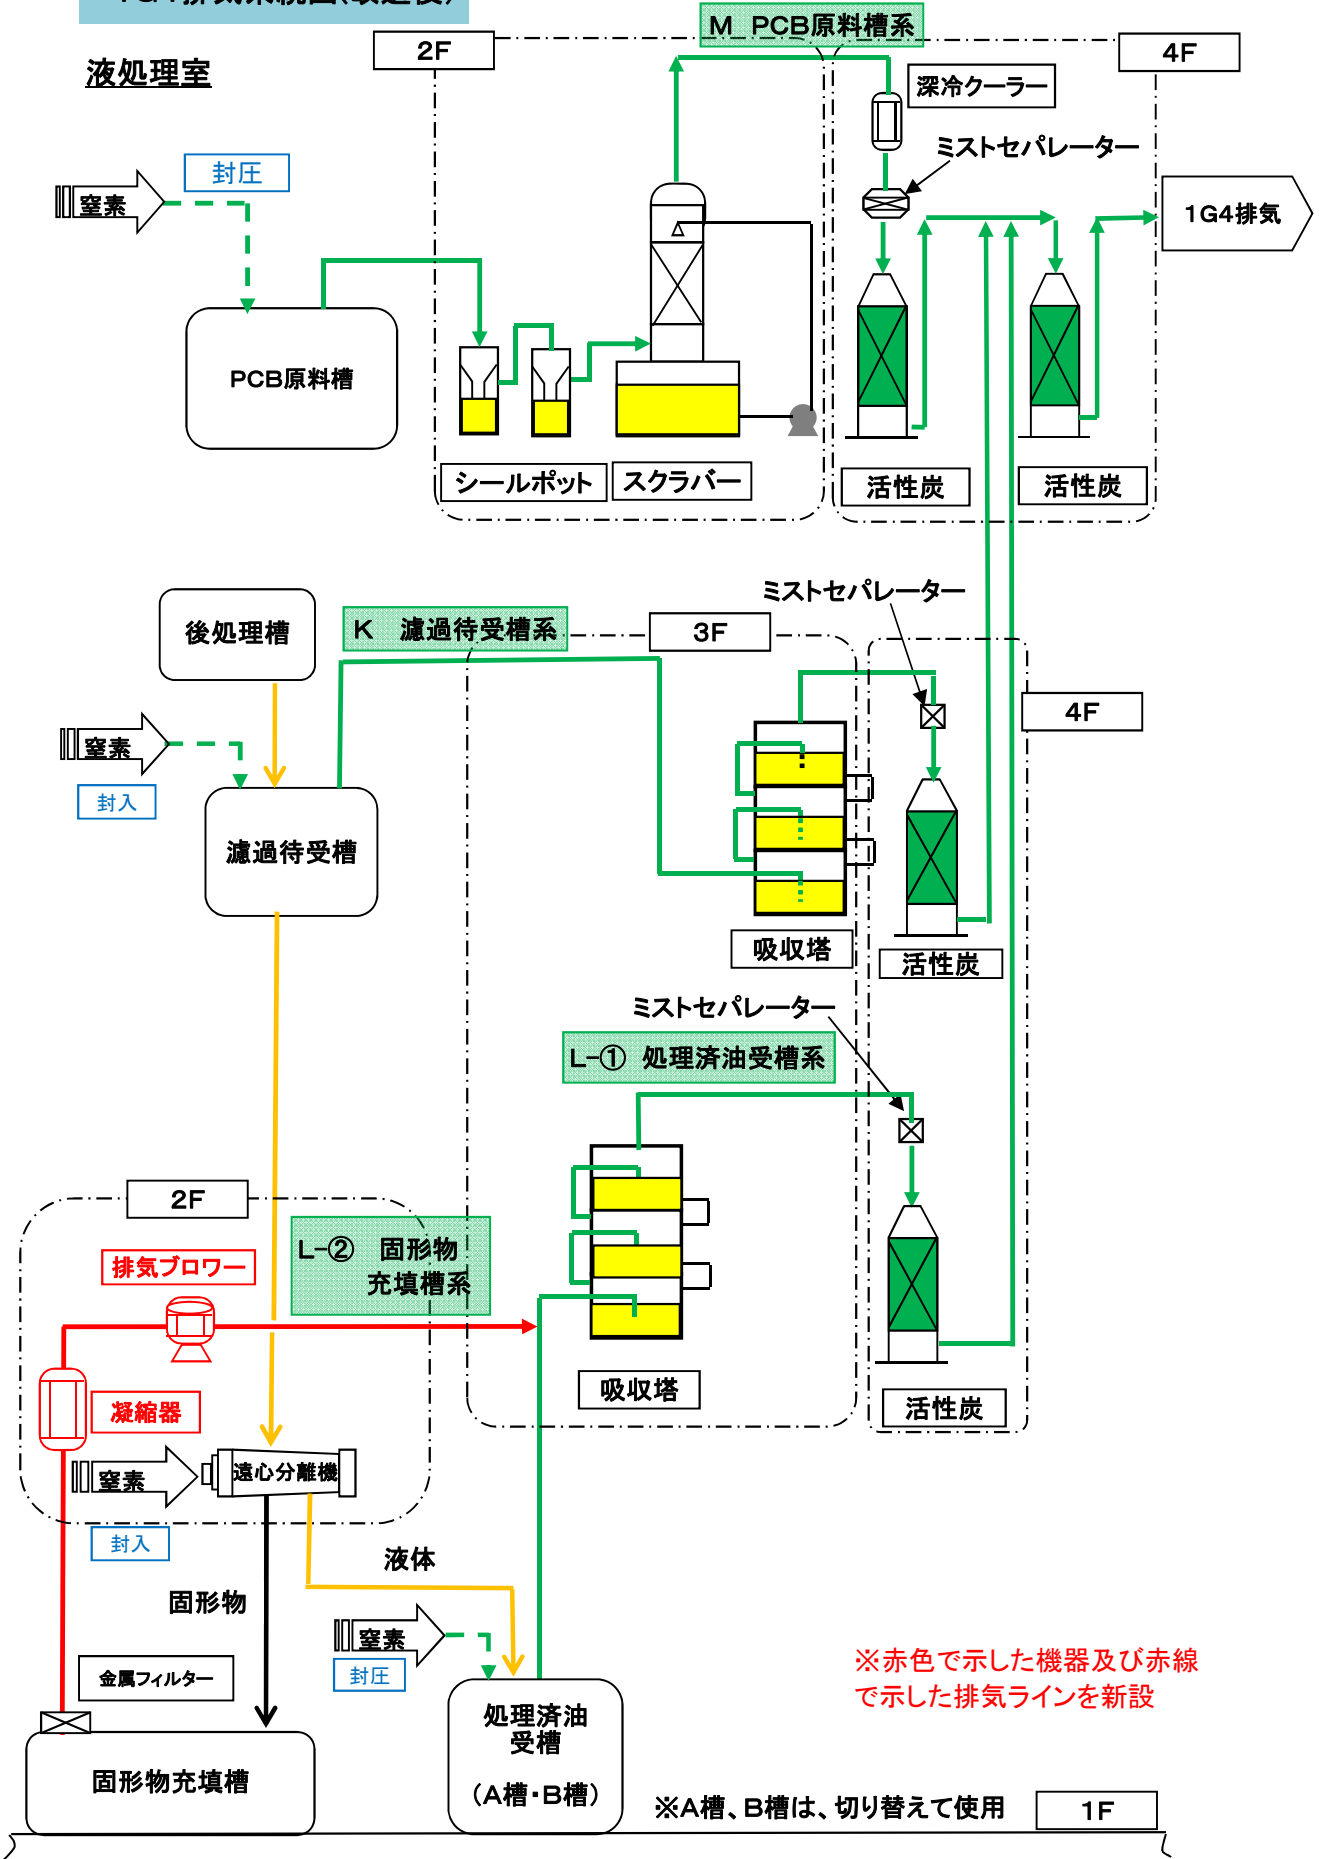 2F
M PCB原料槽系
4F
液処理室
深冷クーラー
ミストセパレーター
封圧
窒素
1G4排気
PCB原料槽
シールポット
スクラバー
活性炭
活性炭
ミストセパレーター
後処理槽
K 濾過待受槽系
3F
4F
窒素
封入
濾過待受槽
吸収塔
活性炭
ミストセパレーター
L-① 処理済油受槽系
2F
L-② 固形物
充填槽系
排気ブロワー
吸収塔
凝縮器
活性炭
窒素
遠心分離機
封入
液体
固形物
窒素
封圧
金属フィルター
※赤色で示した機器及び赤線
で示した排気ラインを新設
処理済油
受槽
(A槽・B槽)
固形物充填槽
※A槽、B槽は、切り替えて使用
1F